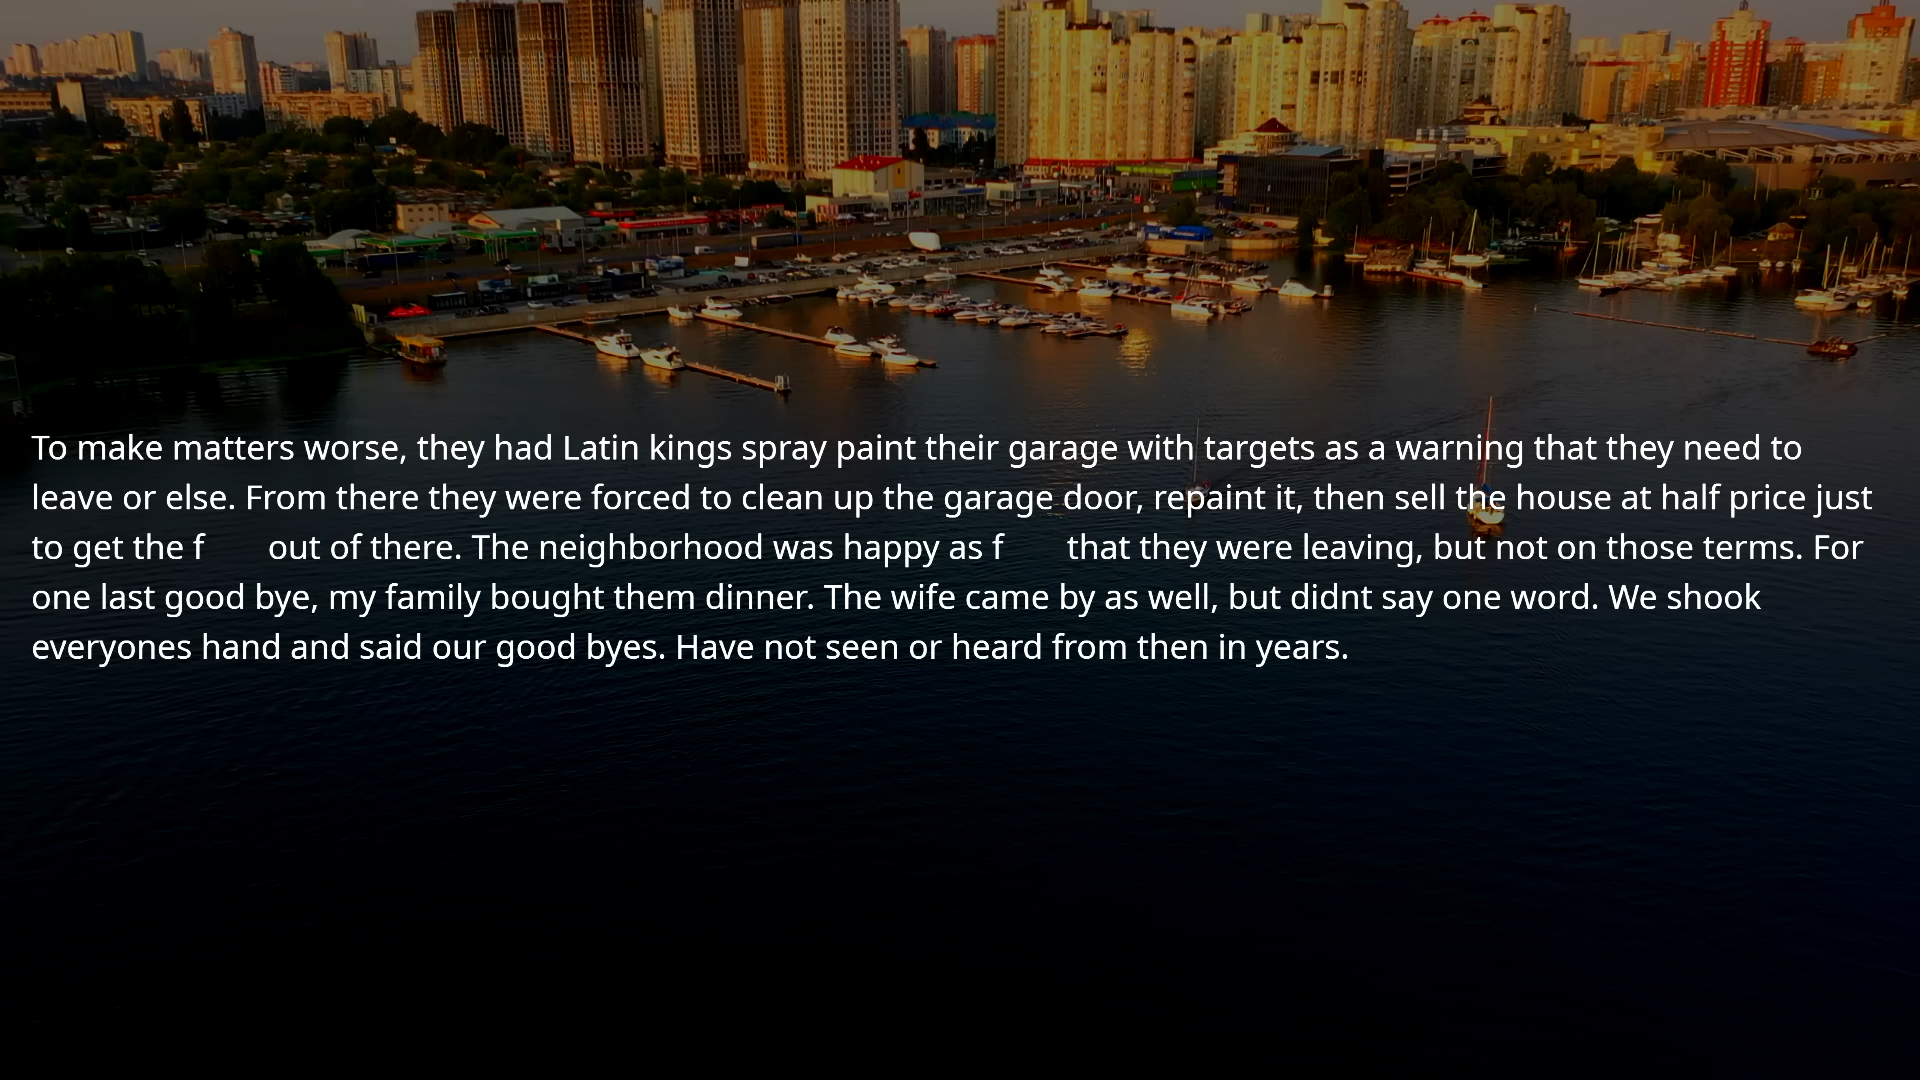 To make matters worse, they had Latin kings spray paint their garage with targets as a warning that they need to
leave or else. From there they were forced to clean up the garage door, repaint it, then sell the house at half price just
to get the f out of there. The neighborhood was happy as f that they were leaving, but not on those terms. For
one last good bye, my family bought them dinner. The wife came by as well, but didnt say one word. We shook
everyones hand and said our good byes. Have not seen or heard from then in years.